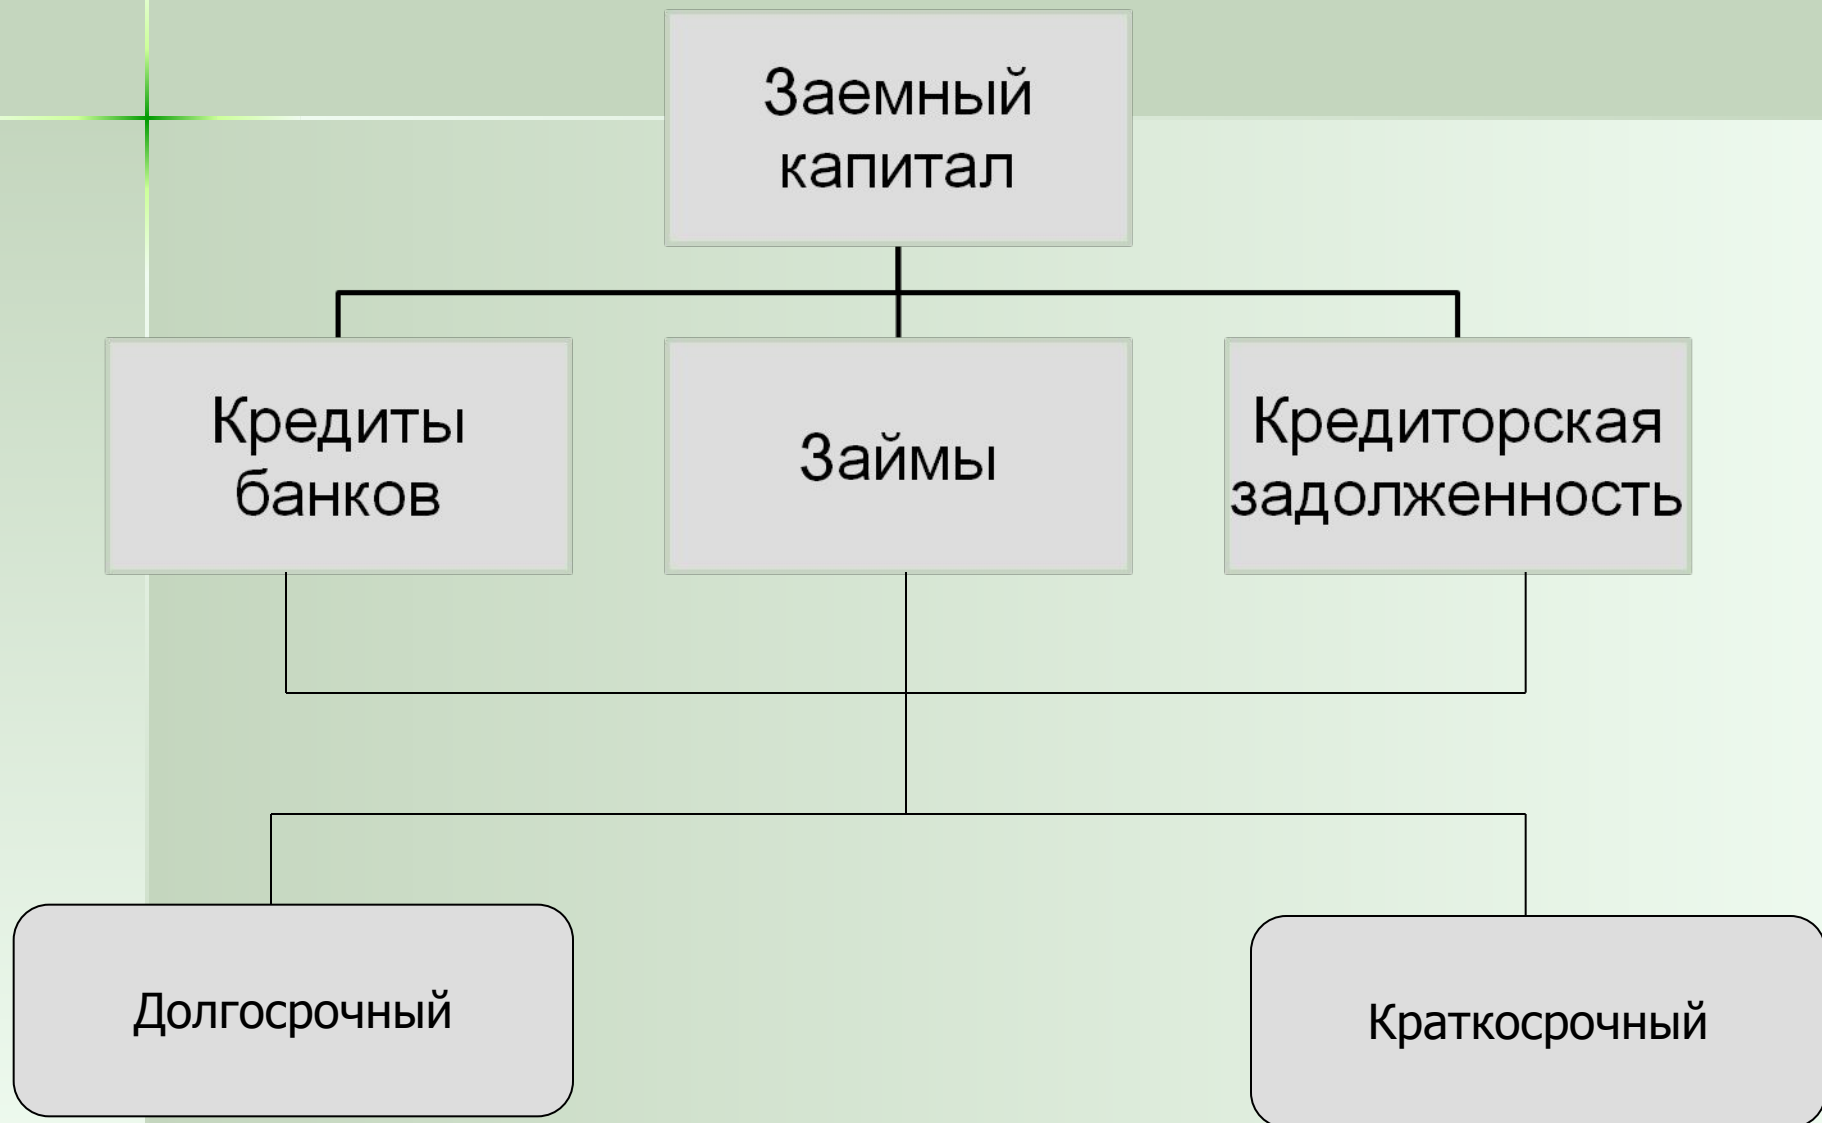 Заемный
капитал
Кредиты
банков
Займы
Кредиторская
задолженность
Долгосрочный
Краткосрочный